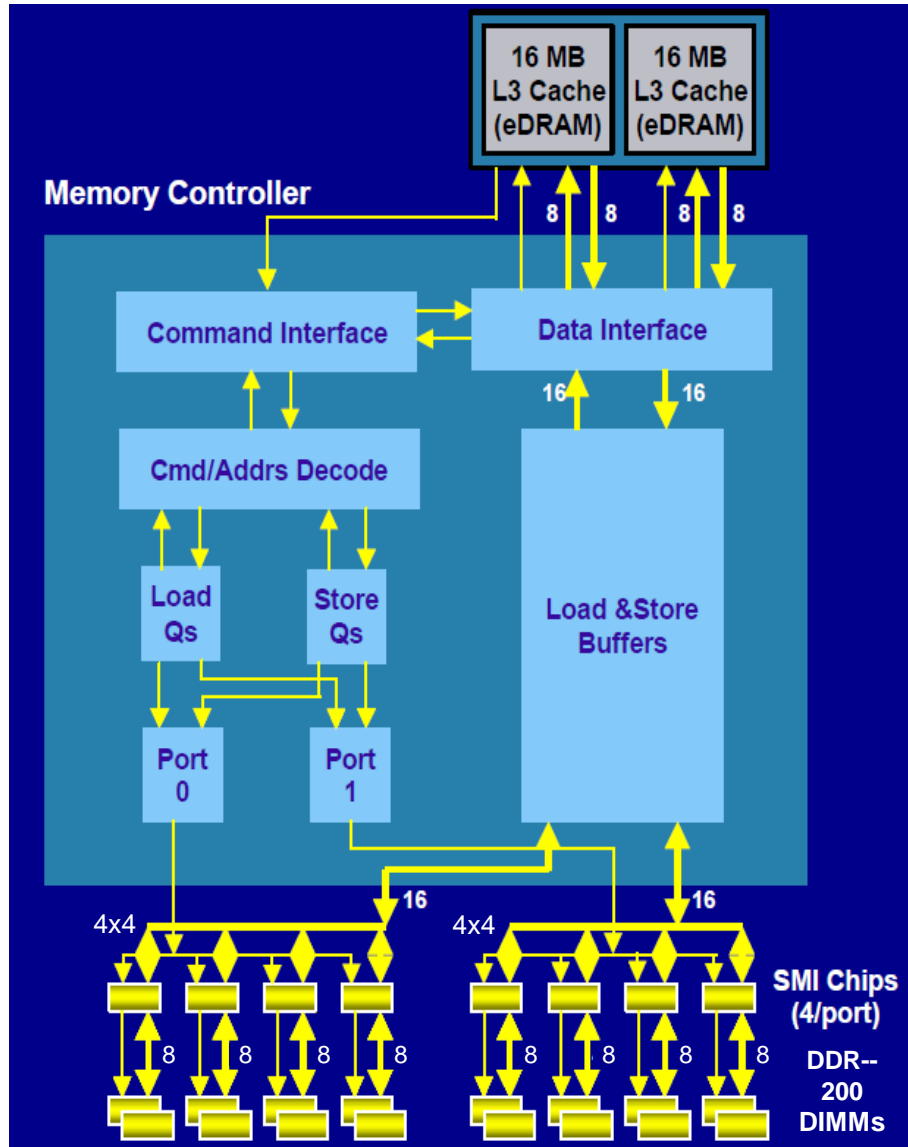 16 MB
L3 Cache
(eDRAM)
16 MB
L3 Cache
(eDRAM)
Memory Controller
8
8
8
8
Command Interface
Data Interface
16
16
Cmd/Addrs Decode
Load
Qs
Store
Qs
Load &Store
Buffers
Port
0
Port
1
16
16
4x4
4x4
SMI Chips
(4/port)
8
8
8
8
8
8
8
8
DDR--
200
DIMMs